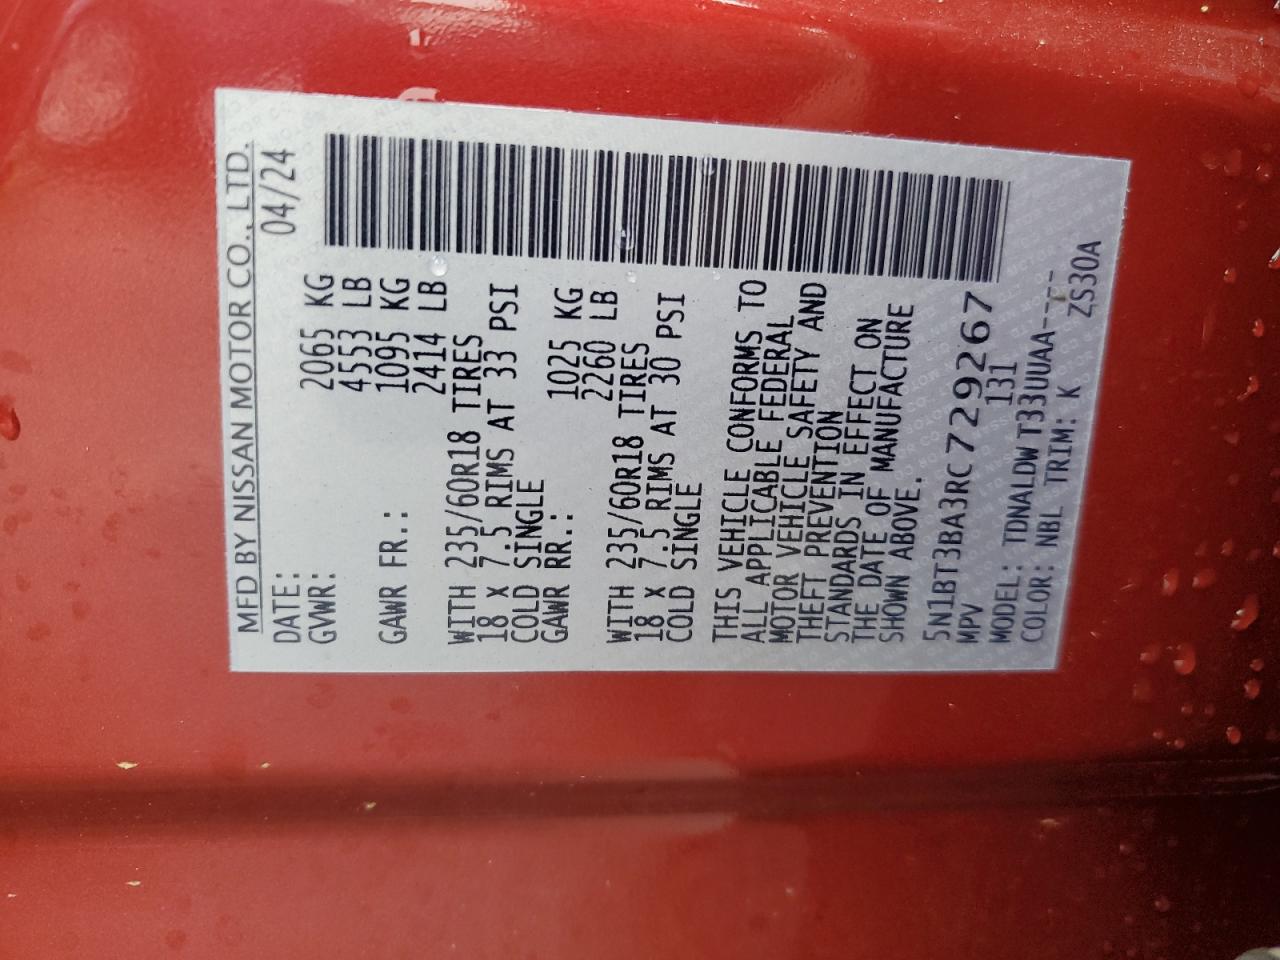 MFD BY NISSAN MOTOR CO., LTD.
DATE: 04/24
GVWR: 2065 KG
4553 LB
GAWR FR.: 1095 KG
2414 LB
WITH 235/60R18 TIRES
18 X 7.5 RIMS AT 33 PSI
COLD SINGLE
GAWR RR.: 1025 KG
2260 LB
WITH 235/60R18 TIRES
18 X 7.5 RIMS AT 30 PSI
COLD SINGLE
THIS VEHICLE CONFORMS TO
ALL APPLICABLE FEDERAL
MOTOR VEHICLE SAFETY AND
THEFT PREVENTION
STANDARDS IN EFFECT ON
THE DATE OF MANUFACTURE
SHOWN ABOVE.
5N1BT3BA3RC729267
MPV 131
MODEL: TDNALDW T33UUAA----
COLOR: NBL TRIM: K ZS30A